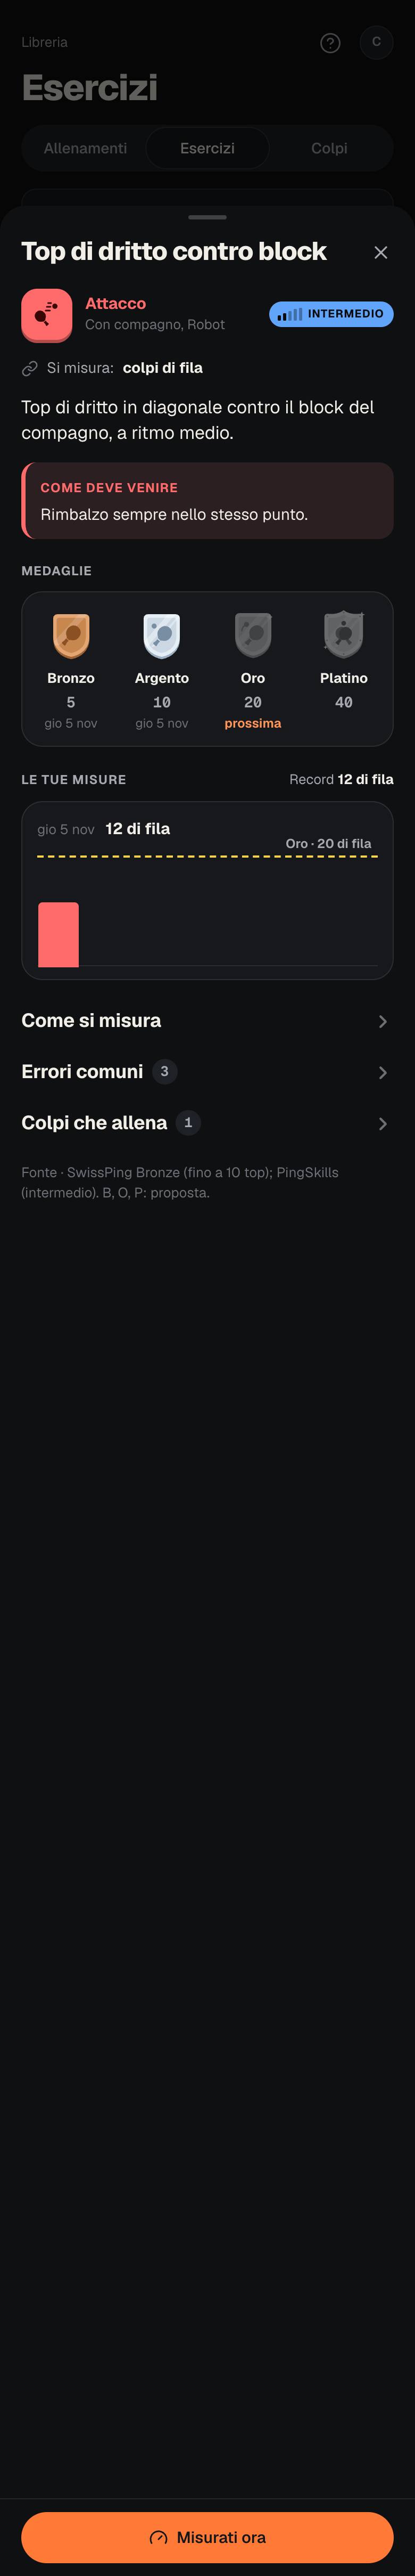 Libreria
C
Esercizi
Allenamenti
Esercizi
Colpi
Top di dritto contro block
Attacco
Con compagno, Robot
INTERMEDIO
Si misura: colpi di fila
Top di dritto in diagonale contro il block del
compagno, a ritmo medio.
COME DEVE VENIRE
Rimbalzo sempre nello stesso punto.
MEDAGLIE
Bronzo
Argento
Oro
Platino
5
10
20
40
gio 5 nov
gio 5 nov
prossima
LE TUE MISURE
Record 12 di fila
gio 5 nov 12 di fila
Oro · 20 di fila
Come si misura
Errori comuni 3
Colpi che allena 1
Fonte · SwissPing Bronze (fino a 10 top); PingSkills
(intermedio). B, O, P: proposta.
Misurati ora